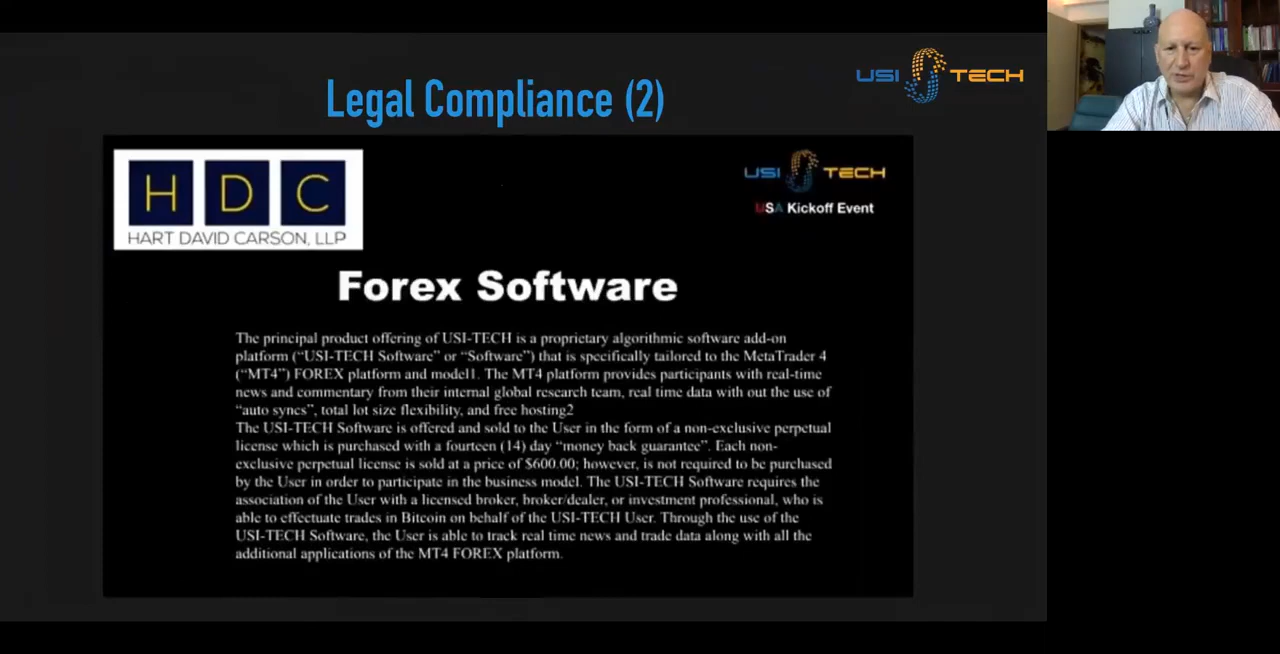 Legal Compliance (2)
USI TECH
H D C
HART DAVID CARSON, LLP
USI TECH
USA Kickoff Event
Forex Software
The principal product offering of USI-TECH is a proprietary algorithmic software add-on
platform (“USI-TECH Software” or “Software”) that is specifically tailored to the MetaTrader 4
(“MT4”) FOREX platform and model1. The MT4 platform provides participants with real-time
news and commentary from their internal global research team, real time data with out the use of
“auto syncs”, total lot size flexibility, and free hosting2
The USI-TECH Software is offered and sold to the User in the form of a non-exclusive perpetual
license which is purchased with a fourteen (14) day “money back guarantee”. Each non-
exclusive perpetual license is sold at a price of $600.00; however, is not required to be purchased
by the User in order to participate in the business model. The USI-TECH Software requires the
association of the User with a licensed broker, broker/dealer, or investment professional, who is
able to effectuate trades in Bitcoin on behalf of the USI-TECH User. Through the use of the
USI-TECH Software, the User is able to track real time news and trade data along with all the
additional applications of the MT4 FOREX platform.